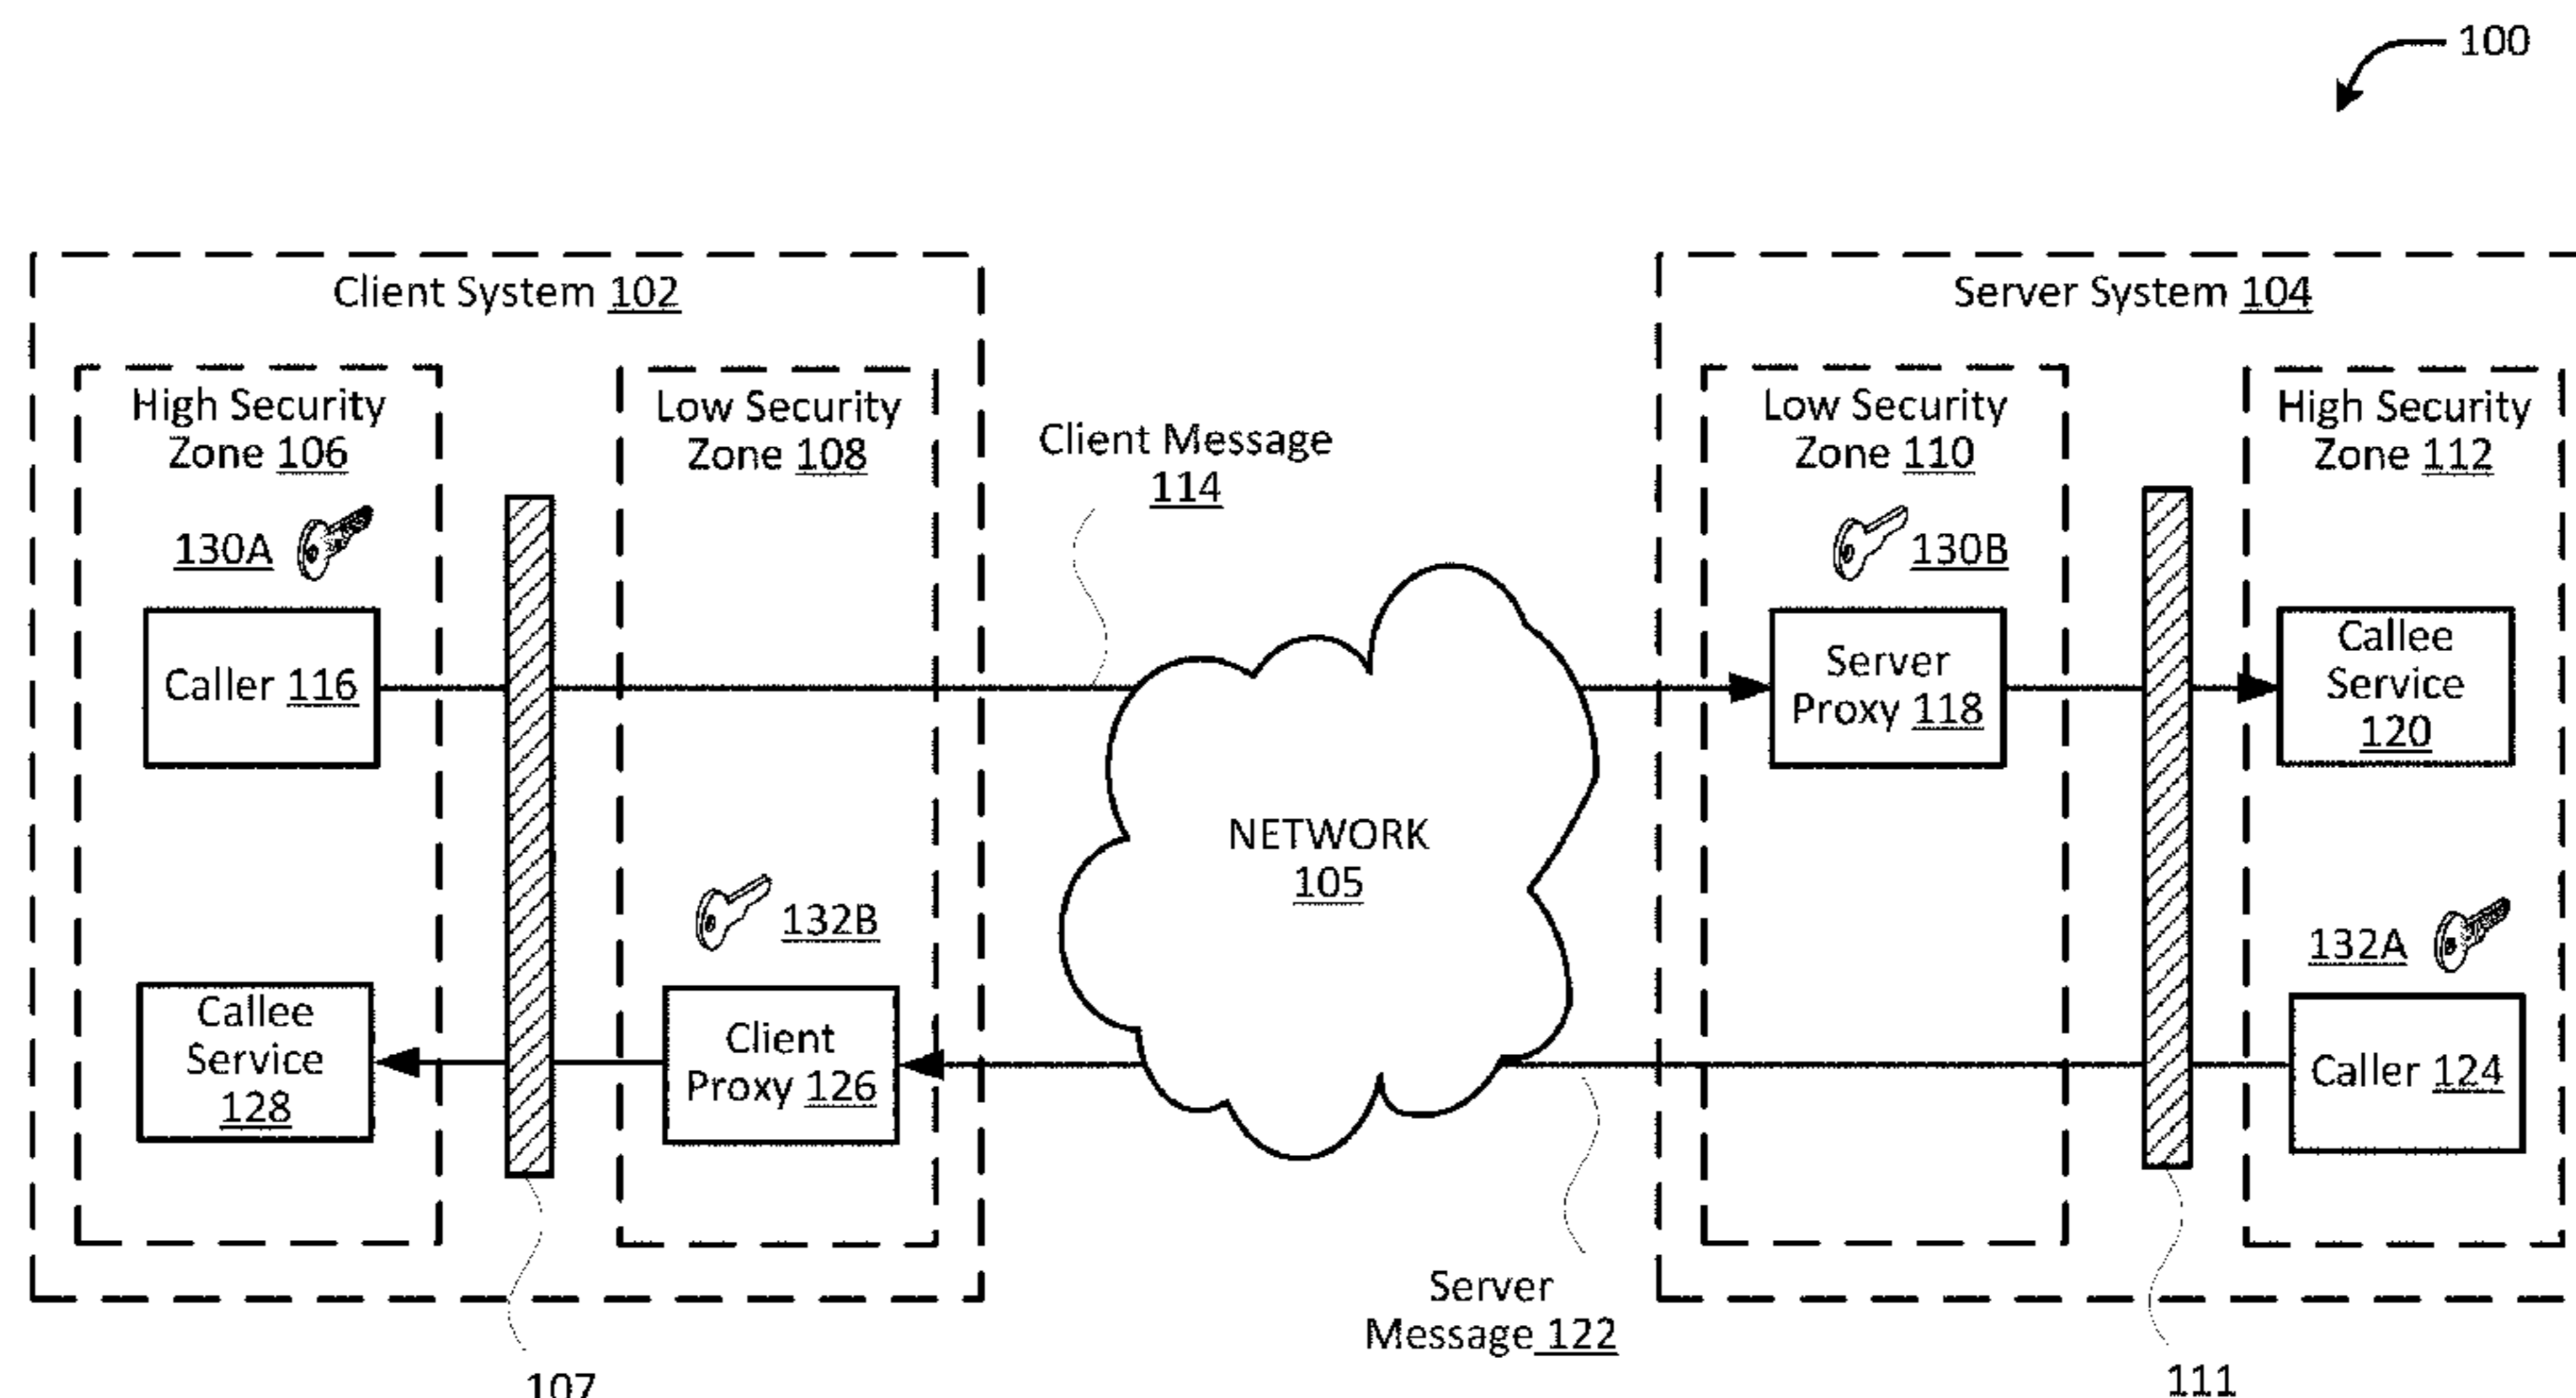 100
Client System 102
High Security
Zone 106
130A
Caller 116
Callee
Service
128
Low Security
Zone 108
132B
Client
Proxy 126
107
Client Message
114
NETWORK
105
Server
Message 122
Server System 104
Low Security
Zone 110
130B
Server
Proxy 118
High Security
Zone 112
Callee
Service
120
132A
Caller 124
111